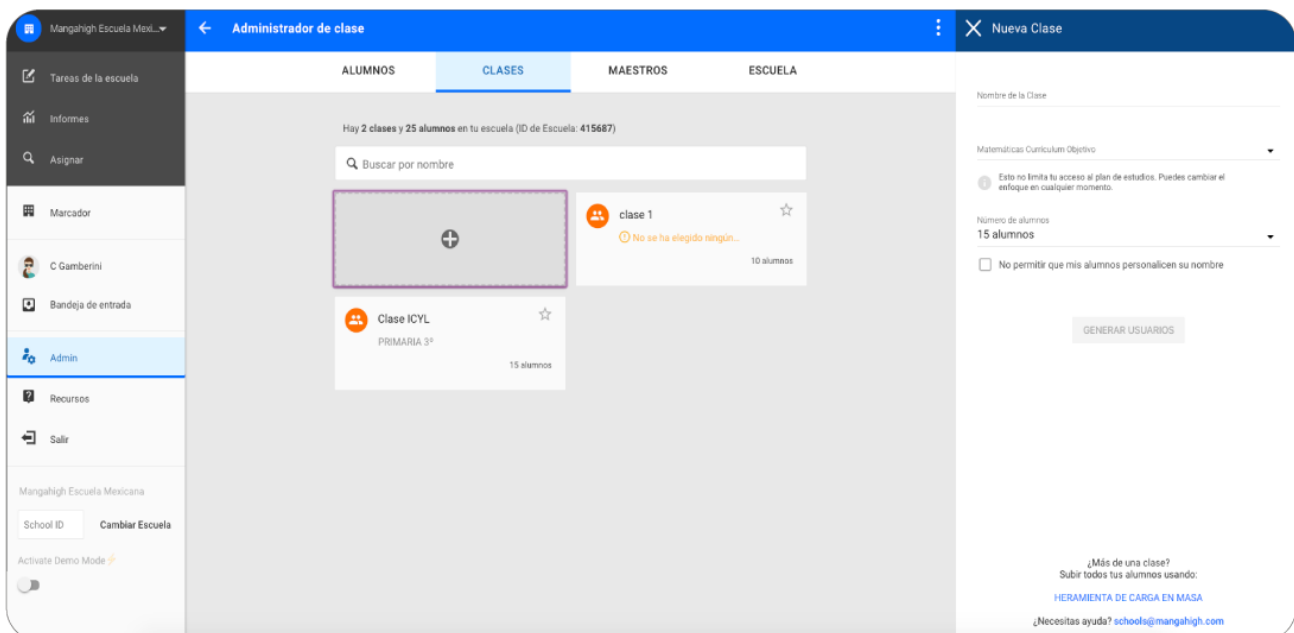 Mangahigh Escuela Mexi...
Tareas de la escuela
Informes
Asignar
Marcador
C Gamberini
Bandeja de entrada
Admin
Recursos
Salir
Mangahigh Escuela Mexicana
School ID
Cambiar Escuela
Activate Demo Mode
Administrador de clase
ALUMNOS
CLASES
MAESTROS
ESCUELA
Hay 2 clases y 25 alumnos en tu escuela (ID de Escuela: 415687)
Buscar por nombre
clase 1
No se ha elegido ningún...
10 alumnos
Clase ICYL
PRIMARIA 3º
15 alumnos
Nueva Clase
Nombre de la Clase
Matemáticas Curriculum Objetivo
Esto no limita tu acceso al plan de estudios. Puedes cambiar el
enfoque en cualquier momento.
Número de alumnos
15 alumnos
No permitir que mis alumnos personalicen su nombre
GENERAR USUARIOS
¿Más de una clase?
Subir todos tus alumnos usando:
HERAMIENTA DE CARGA EN MASA
¿Necesitas ayuda? schools@mangahigh.com